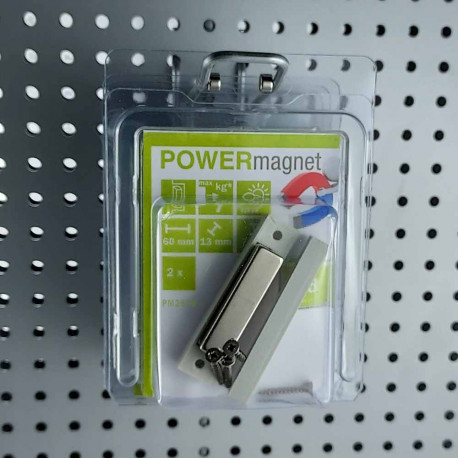 POWERmagnet
max. kg*
60 mm 13 mm
2 x